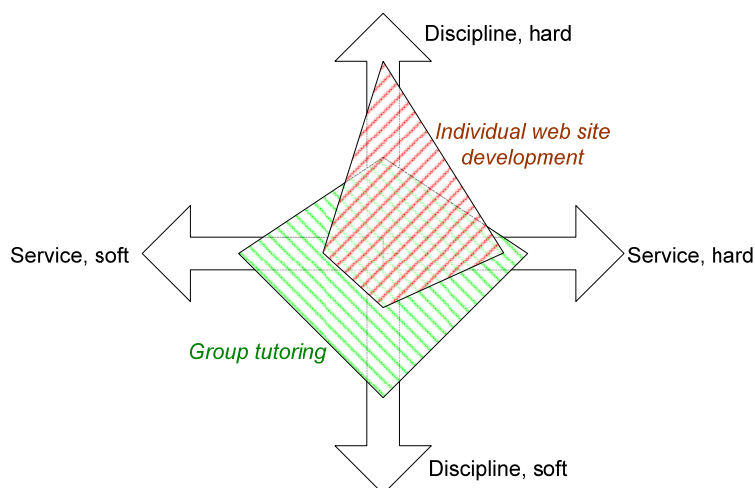 Discipline, hard
Individual web site
development
Service, soft
Service, hard
Group tutoring
Discipline, soft